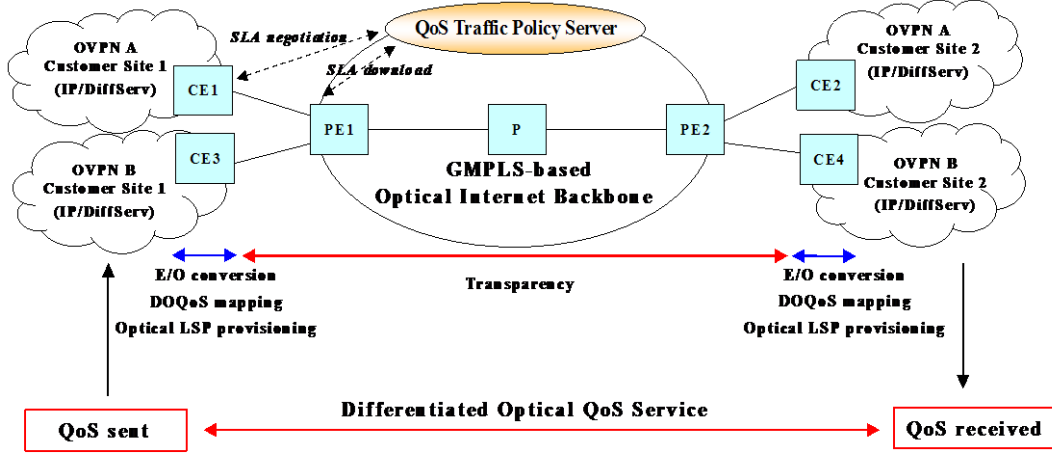 QoS Traffic Policy Server
OVPN A
Customer Site 1
(IP/DiffServ)
SLA negotiation
SLA download
OVPN A
Customer Site 2
(IP/DiffServ)
CE1
CE2
PE1
P
PE2
CE3
CE4
OVPN B
Customer Site 1
(IP/DiffServ)
GMPLS-based
Optical Internet Backbone
OVPN B
Customer Site 2
(IP/DiffServ)
E/O conversion
DOQoS mapping
Optical LSP provisioning
Transparency
E/O conversion
DOQoS mapping
Optical LSP provisioning
QoS sent
Differentiated Optical QoS Service
QoS received